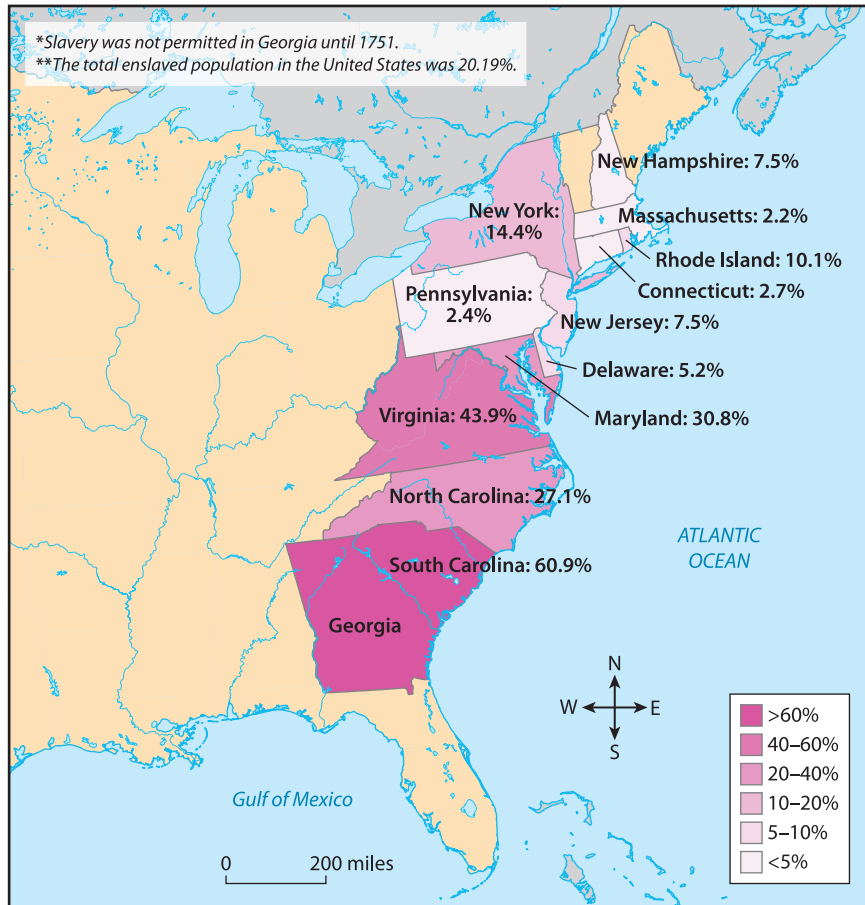 *Slavery was not permitted in Georgia until 1751.
**The total enslaved population in the United States was 20.19%.
New Hampshire: 7.5%
New York:
14.4%
Massachusetts: 2.2%
Rhode Island: 10.1%
Connecticut: 2.7%
Pennsylvania:
2.4%
New Jersey: 7.5%
Delaware: 5.2%
Maryland: 30.8%
Virginia: 43.9%
North Carolina: 27.1%
South Carolina: 60.9%
Georgia
ATLANTIC
OCEAN
Gulf of Mexico
N
W E
S
0 200 miles
>60%
40–60%
20–40%
10–20%
5–10%
<5%